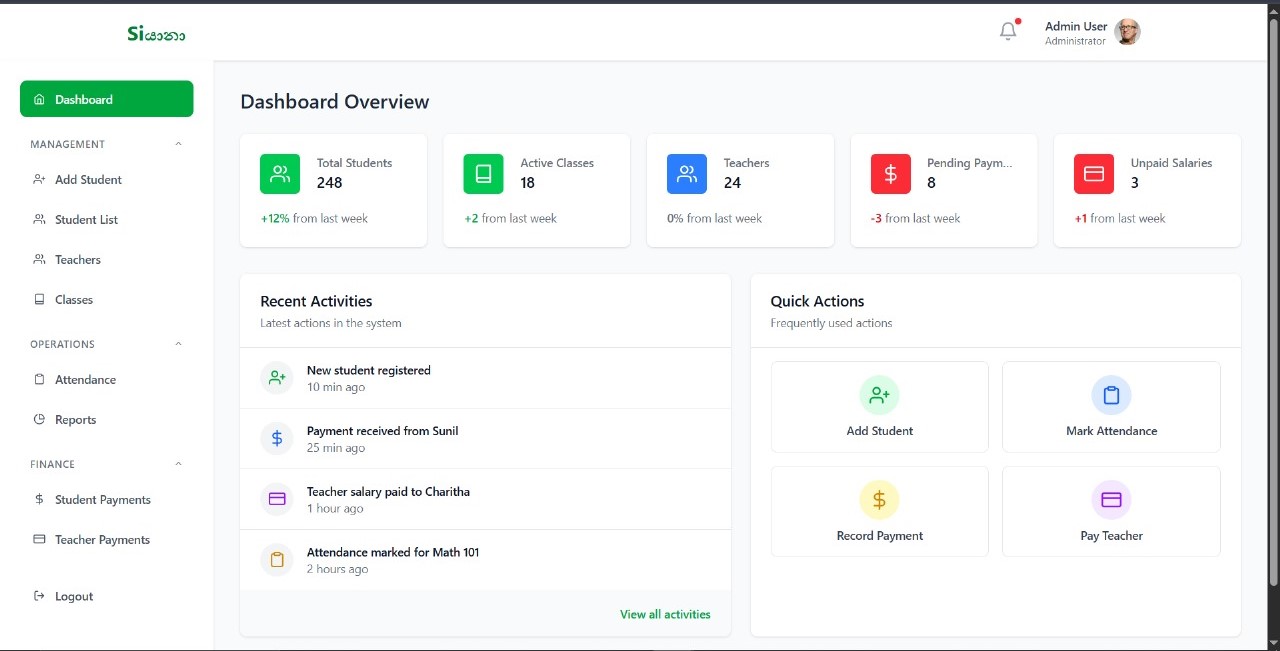 Siයානා
Admin User
Administrator
Dashboard
MANAGEMENT
Add Student
Student List
Teachers
Classes
OPERATIONS
Attendance
Reports
FINANCE
Student Payments
Teacher Payments
Logout
Dashboard Overview
Total Students
248
+12% from last week
Active Classes
18
+2 from last week
Teachers
24
0% from last week
Pending Paym...
8
-3 from last week
Unpaid Salaries
3
+1 from last week
Recent Activities
Latest actions in the system
New student registered
10 min ago
Payment received from Sunil
25 min ago
Teacher salary paid to Charitha
1 hour ago
Attendance marked for Math 101
2 hours ago
View all activities
Quick Actions
Frequently used actions
Add Student
Mark Attendance
Record Payment
Pay Teacher